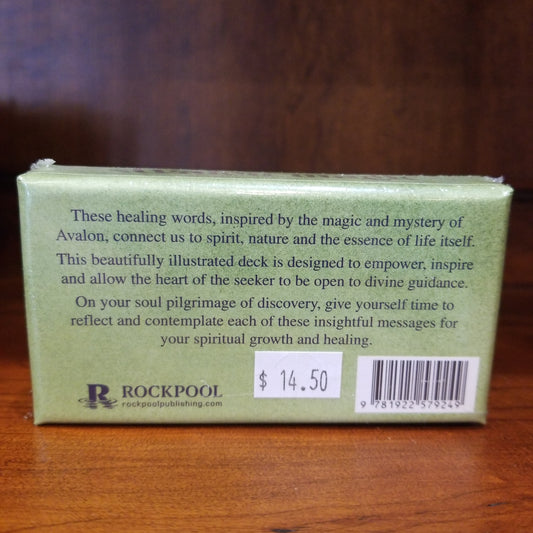 These healing words, inspired by the magic and mystery of
Avalon, connect us to spirit, nature and the essence of life itself.
This beautifully illustrated deck is designed to empower, inspire
and allow the heart of the seeker to be open to divine guidance.
On your soul pilgrimage of discovery, give yourself time to
reflect and contemplate each of these insightful messages for
your spiritual growth and healing.
$ 14.50
R ROCKPOOL
rockpoolpublishing.com
9 781922 579249